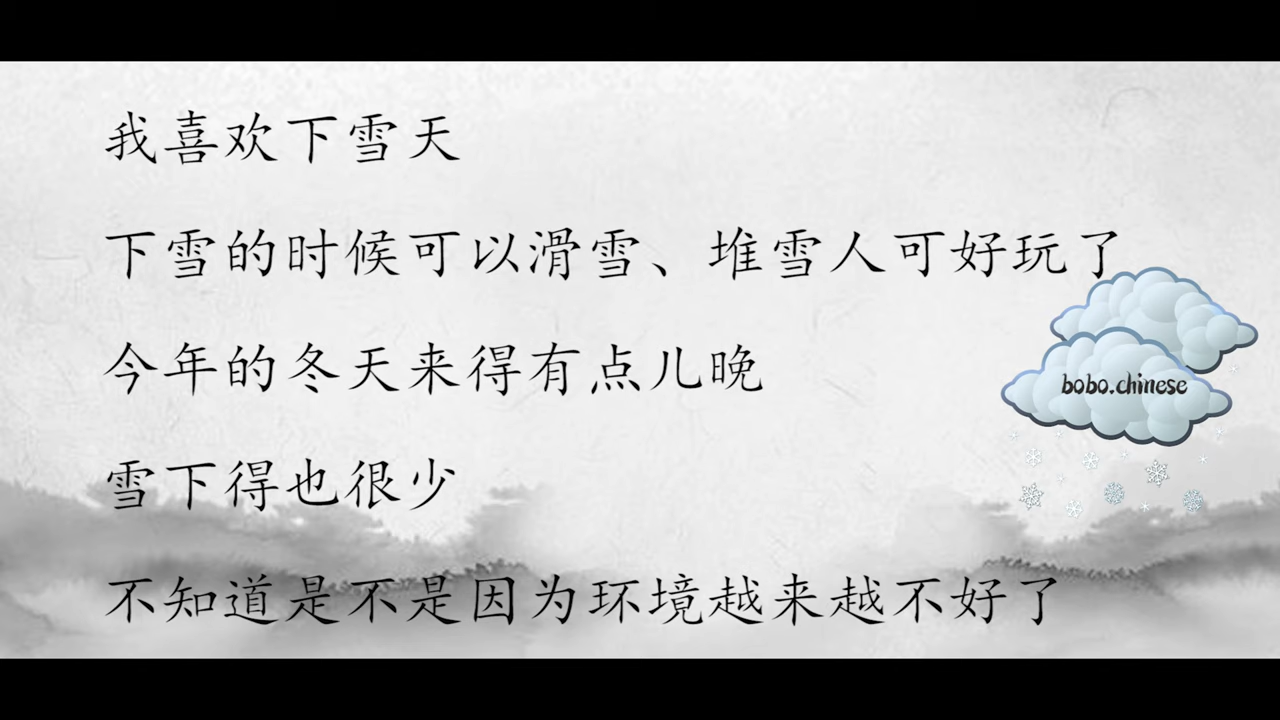 我喜欢下雪天
下雪的时候可以滑雪、堆雪人可好玩了
今年的冬天来得有点儿晚
bobo.chinese
雪下得也很少
不知道是不是因为环境越来越不好了